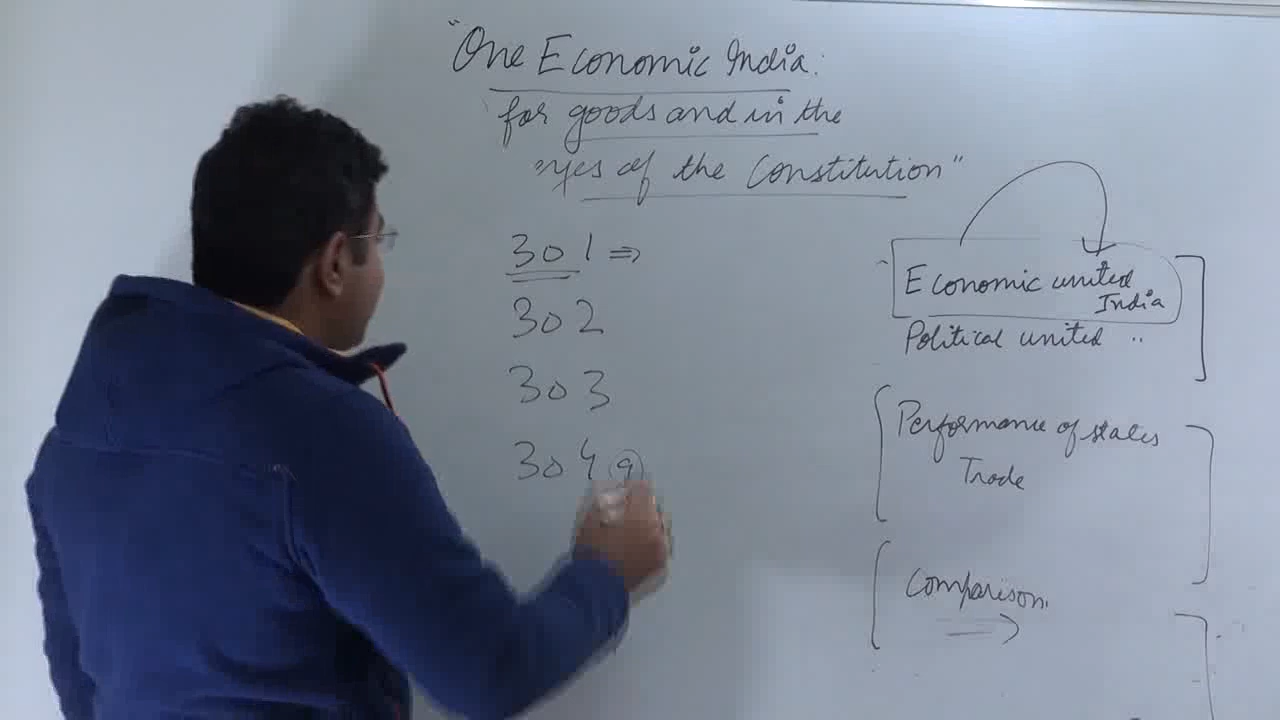 "One Economic India:
for goods and in the
eyes of the Constitution"
301 ⇒
302
303
304 (a)
Economic united
India
Political united ..
Performance of states
Trade
Comparison.